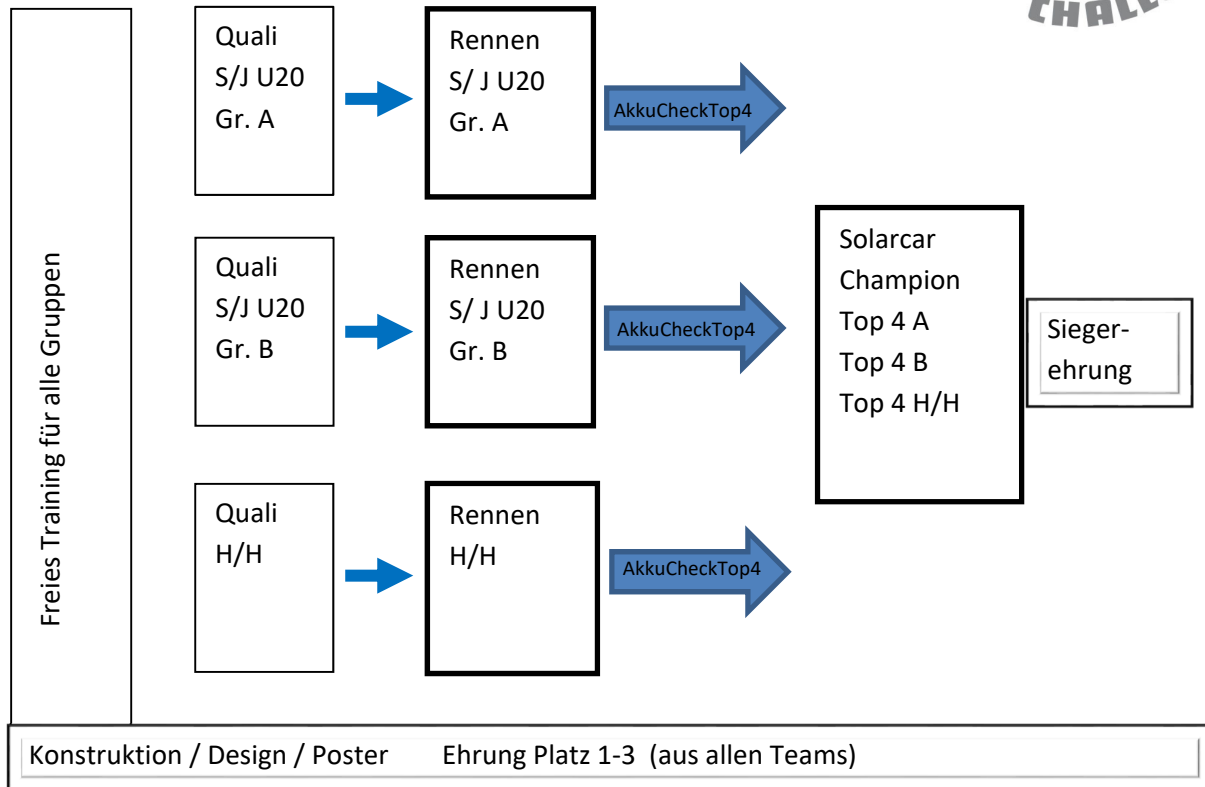 CHALLE
Freies Training für alle Gruppen
Quali
S/J U20
Gr. A
Rennen
S/ J U20
Gr. A
AkkuCheckTop4
Quali
S/J U20
Gr. B
Rennen
S/ J U20
Gr. B
AkkuCheckTop4
Quali
H/H
Rennen
H/H
AkkuCheckTop4
Solarcar
Champion
Top 4 A
Top 4 B
Top 4 H/H
Sieger-
ehrung
Konstruktion / Design / Poster Ehrung Platz 1-3 (aus allen Teams)